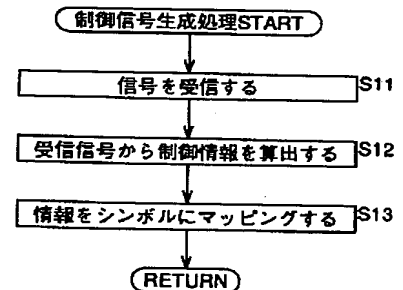 制御信号生成処理START
信号を受信する S11
受信信号から制御情報を算出する S12
情報をシンボルにマッピングする S13
RETURN